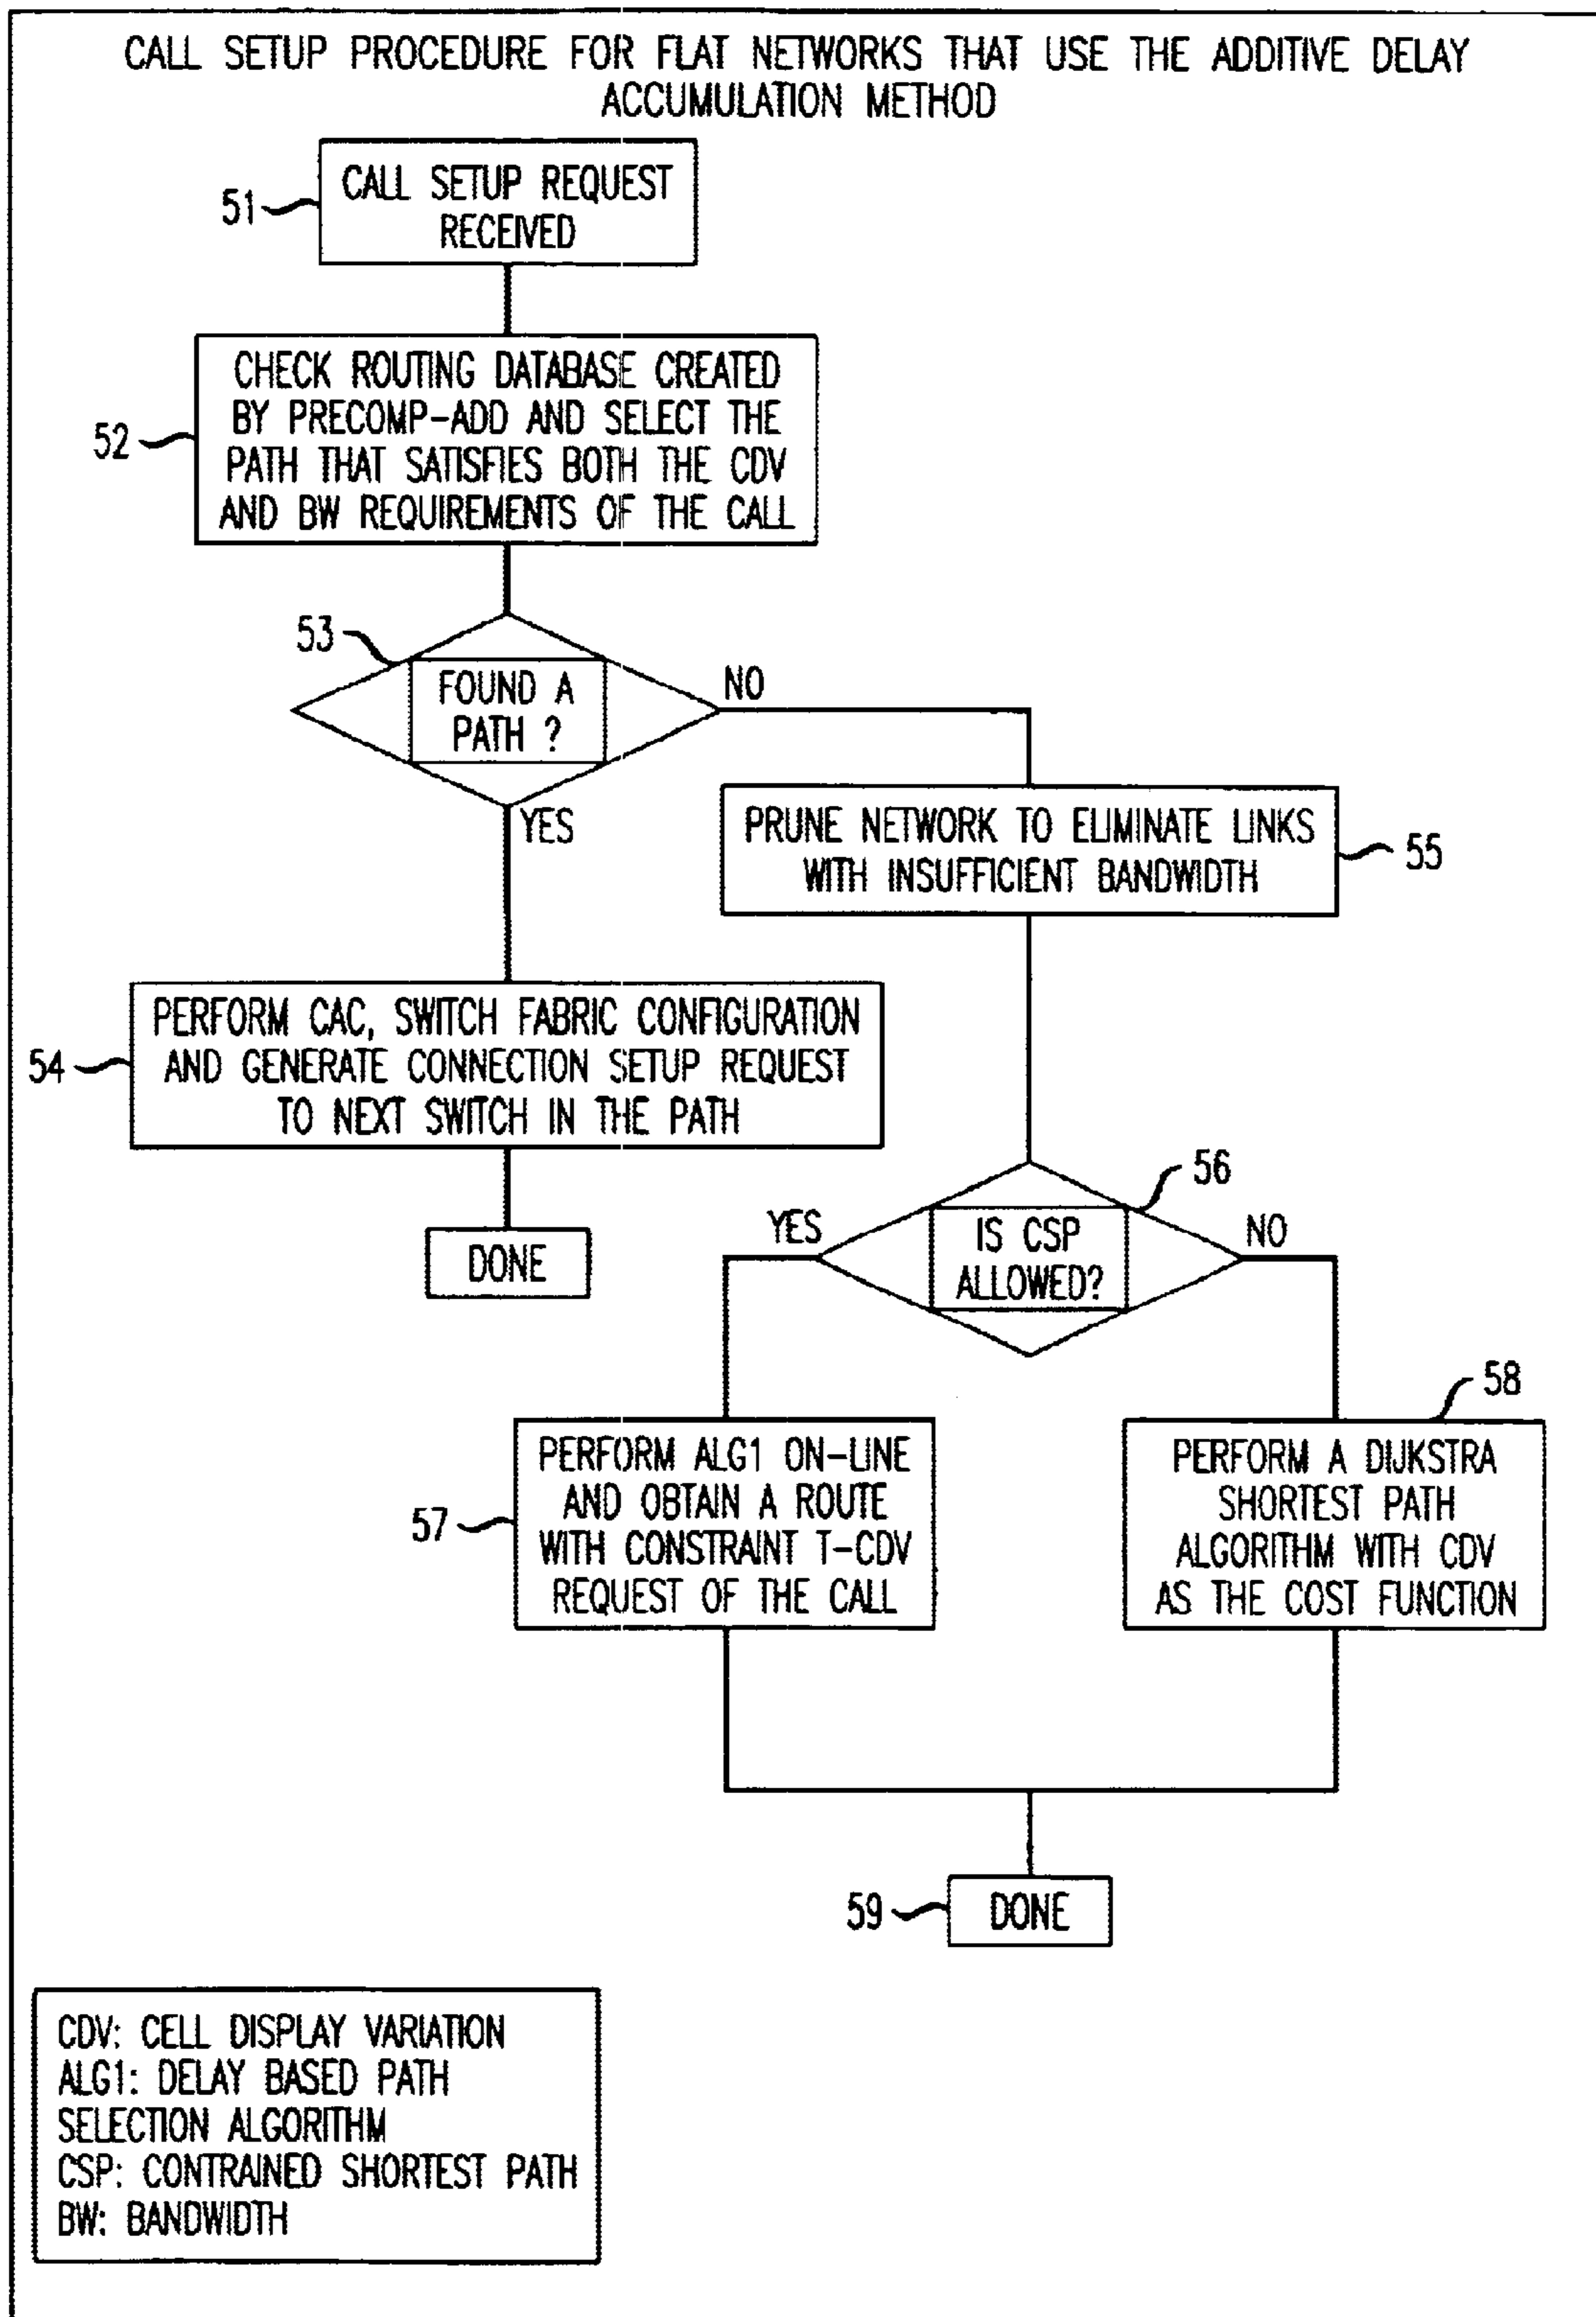 CALL SETUP PROCEDURE FOR FLAT NETWORKS THAT USE THE ADDITIVE DELAY
ACCUMULATION METHOD
51
CALL SETUP REQUEST
RECEIVED
52
CHECK ROUTING DATABASE CREATED
BY PRECOMP-ADD AND SELECT THE
PATH THAT SATISFIES BOTH THE CDV
AND BW REQUIREMENTS OF THE CALL
53
FOUND A
PATH ?
NO
YES
PRUNE NETWORK TO ELIMINATE LINKS
WITH INSUFFICIENT BANDWIDTH
55
54
PERFORM CAC, SWITCH FABRIC CONFIGURATION
AND GENERATE CONNECTION SETUP REQUEST
TO NEXT SWITCH IN THE PATH
DONE
56
IS CSP
ALLOWED?
YES
NO
57
PERFORM ALG1 ON-LINE
AND OBTAIN A ROUTE
WITH CONSTRAINT T-CDV
REQUEST OF THE CALL
58
PERFORM A DIJKSTRA
SHORTEST PATH
ALGORITHM WITH CDV
AS THE COST FUNCTION
59
DONE
CDV: CELL DISPLAY VARIATION
ALG1: DELAY BASED PATH
SELECTION ALGORITHM
CSP: CONTRAINED SHORTEST PATH
BW: BANDWIDTH